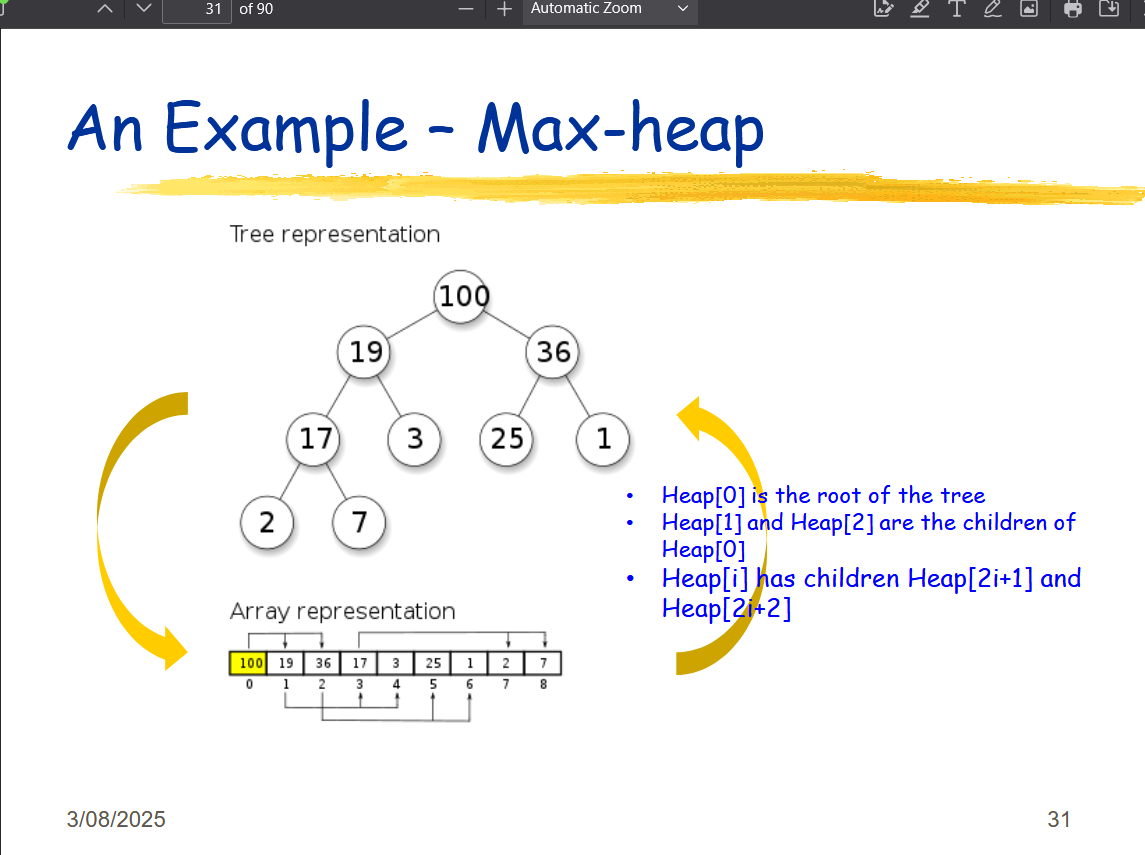 31 of 90 Automatic Zoom
An Example – Max-heap
Tree representation
100
19 36
17 3 25 1
2 7
• Heap[0] is the root of the tree
• Heap[1] and Heap[2] are the children of
Heap[0]
• Heap[i] has children Heap[2i+1] and
Heap[2i+2]
Array representation
100 19 36 17 3 25 1 2 7
0 1 2 3 4 5 6 7 8
3/08/2025 31